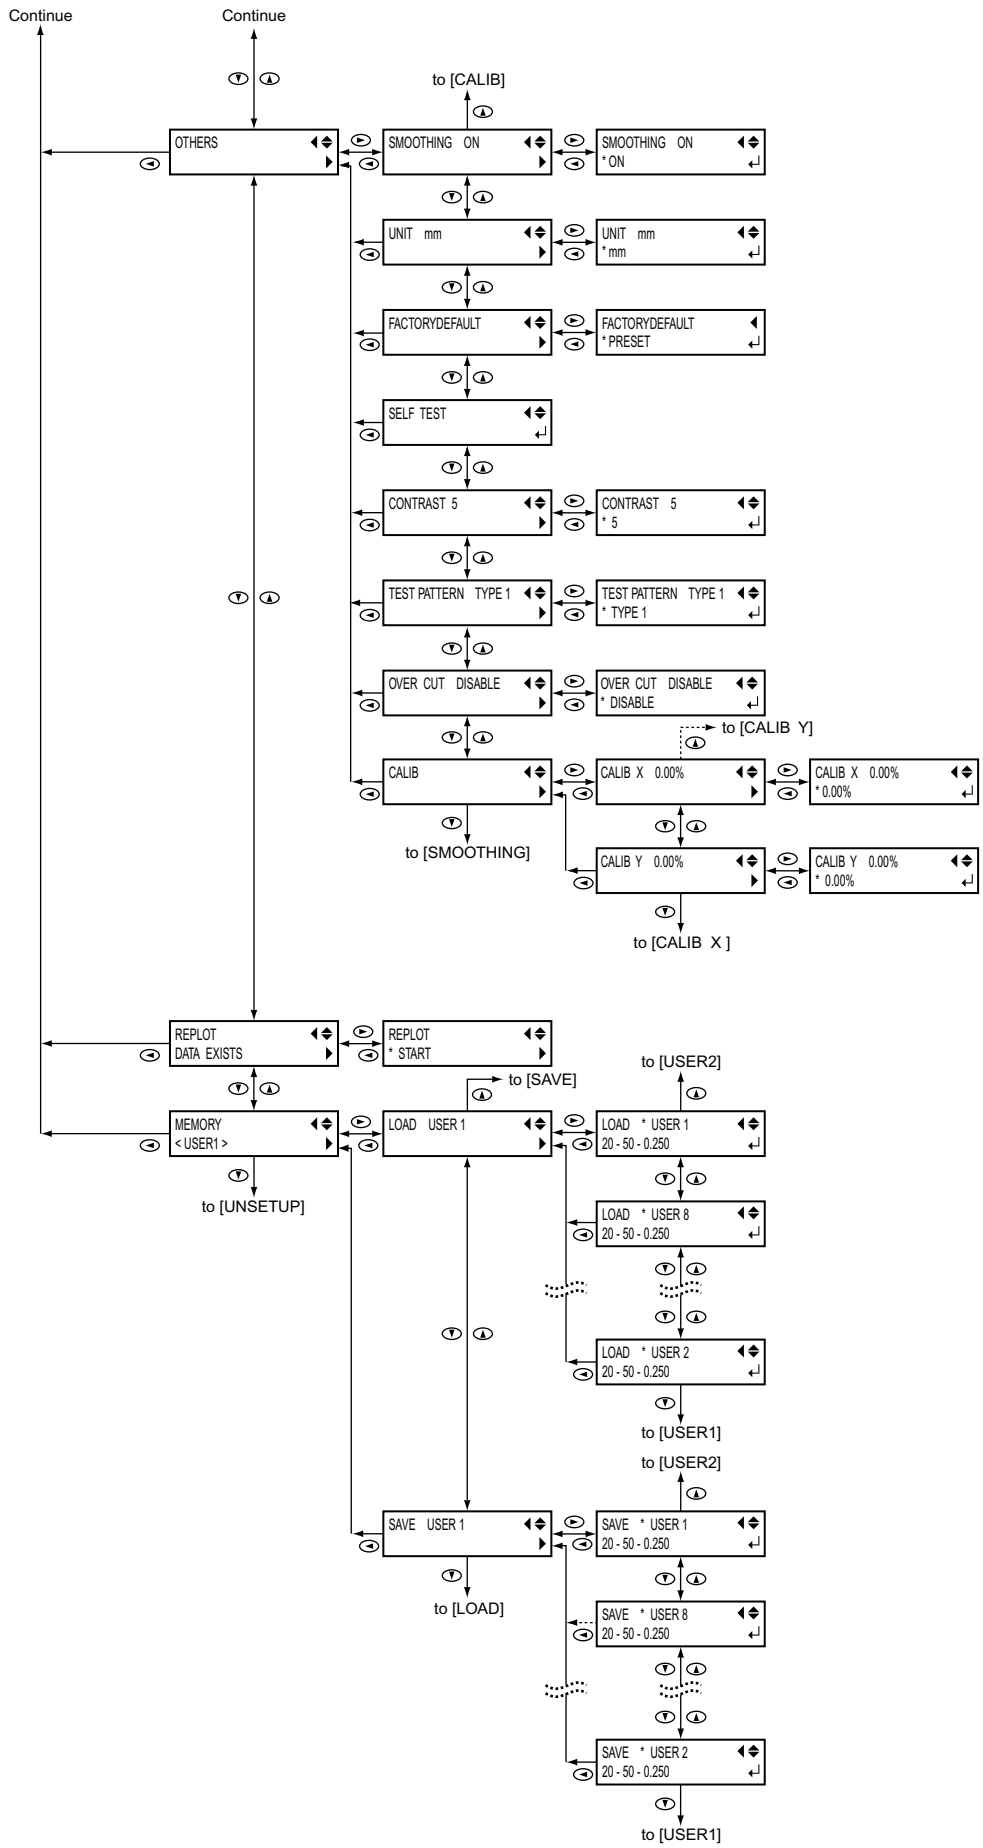 Continue
Continue
to [CALIB]
OTHERS
SMOOTHING ON
SMOOTHING ON
* ON
UNIT mm
UNIT mm
* mm
FACTORYDEFAULT
FACTORYDEFAULT
* PRESET
SELF TEST
CONTRAST 5
CONTRAST 5
* 5
TEST PATTERN TYPE 1
TEST PATTERN TYPE 1
* TYPE 1
OVER CUT DISABLE
OVER CUT DISABLE
* DISABLE
to [CALIB Y]
CALIB
CALIB X 0.00%
CALIB X 0.00%
* 0.00%
to [SMOOTHING]
CALIB Y 0.00%
CALIB Y 0.00%
* 0.00%
to [CALIB X ]
REPLOT
DATA EXISTS
REPLOT
* START
to [USER2]
to [SAVE]
MEMORY
< USER1 >
LOAD USER 1
LOAD * USER 1
20 - 50 - 0.250
to [UNSETUP]
LOAD * USER 8
20 - 50 - 0.250
LOAD * USER 2
20 - 50 - 0.250
to [USER1]
to [USER2]
SAVE USER 1
SAVE * USER 1
20 - 50 - 0.250
to [LOAD]
SAVE * USER 8
20 - 50 - 0.250
SAVE * USER 2
20 - 50 - 0.250
to [USER1]